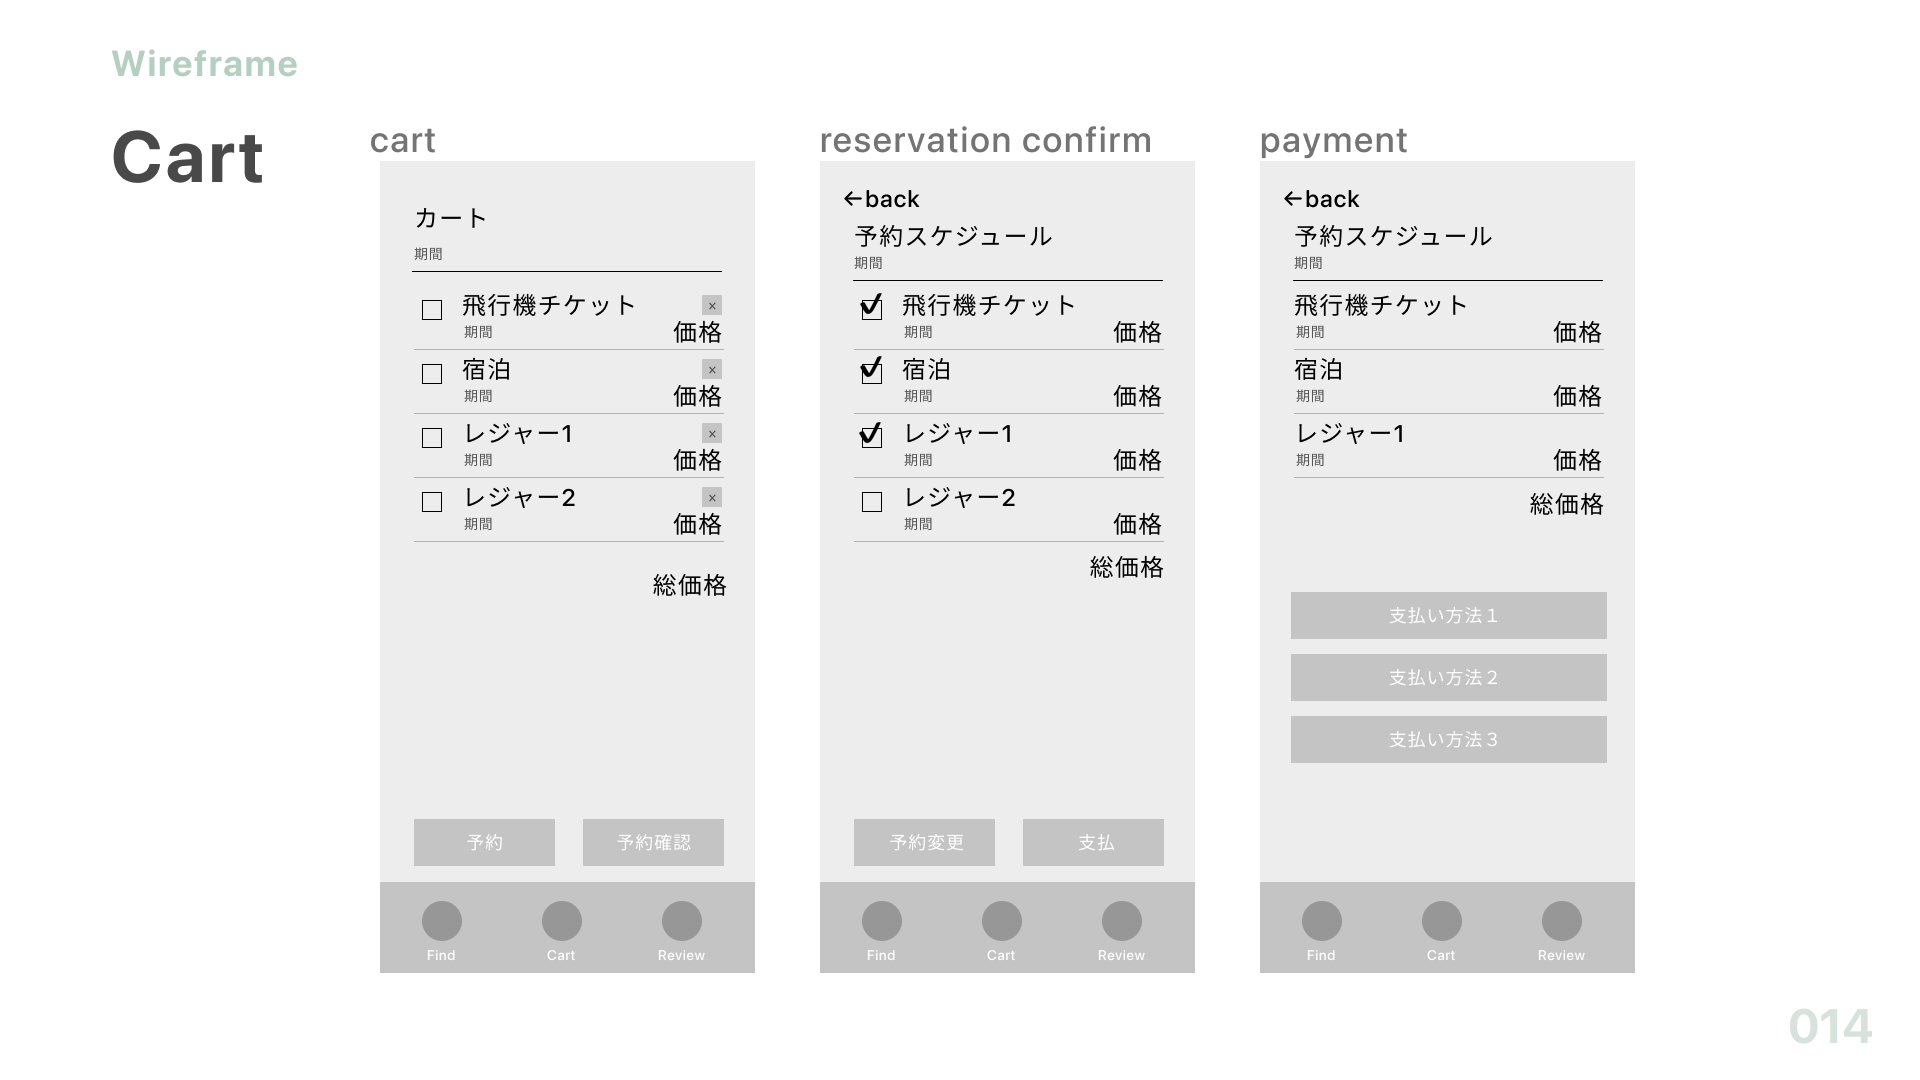 Wireframe
Cart
cart
カート
期間
飛行機チケット
×
期間
価格
宿泊
×
期間
価格
レジャー1
×
期間
価格
レジャー2
×
期間
価格
総価格
予約
予約確認
Find
Cart
Review
reservation confirm
←back
予約スケジュール
期間
飛行機チケット
期間
価格
宿泊
期間
価格
レジャー1
期間
価格
レジャー2
期間
価格
総価格
予約変更
支払
Find
Cart
Review
payment
←back
予約スケジュール
期間
飛行機チケット
期間
価格
宿泊
期間
価格
レジャー1
期間
価格
総価格
支払い方法１
支払い方法２
支払い方法３
Find
Cart
Review
014